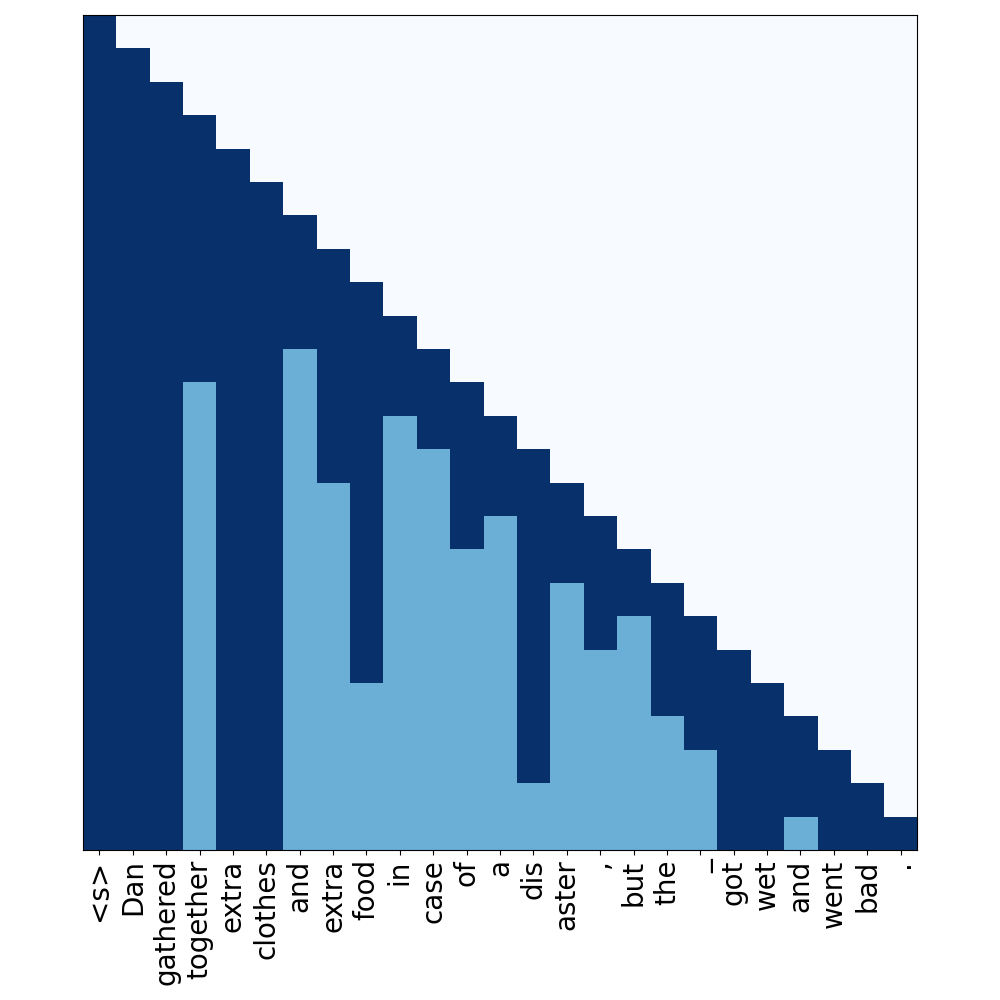 <s> Dan gathered together extra clothes and extra food in case of a dis aster , but the _ got wet and went bad .